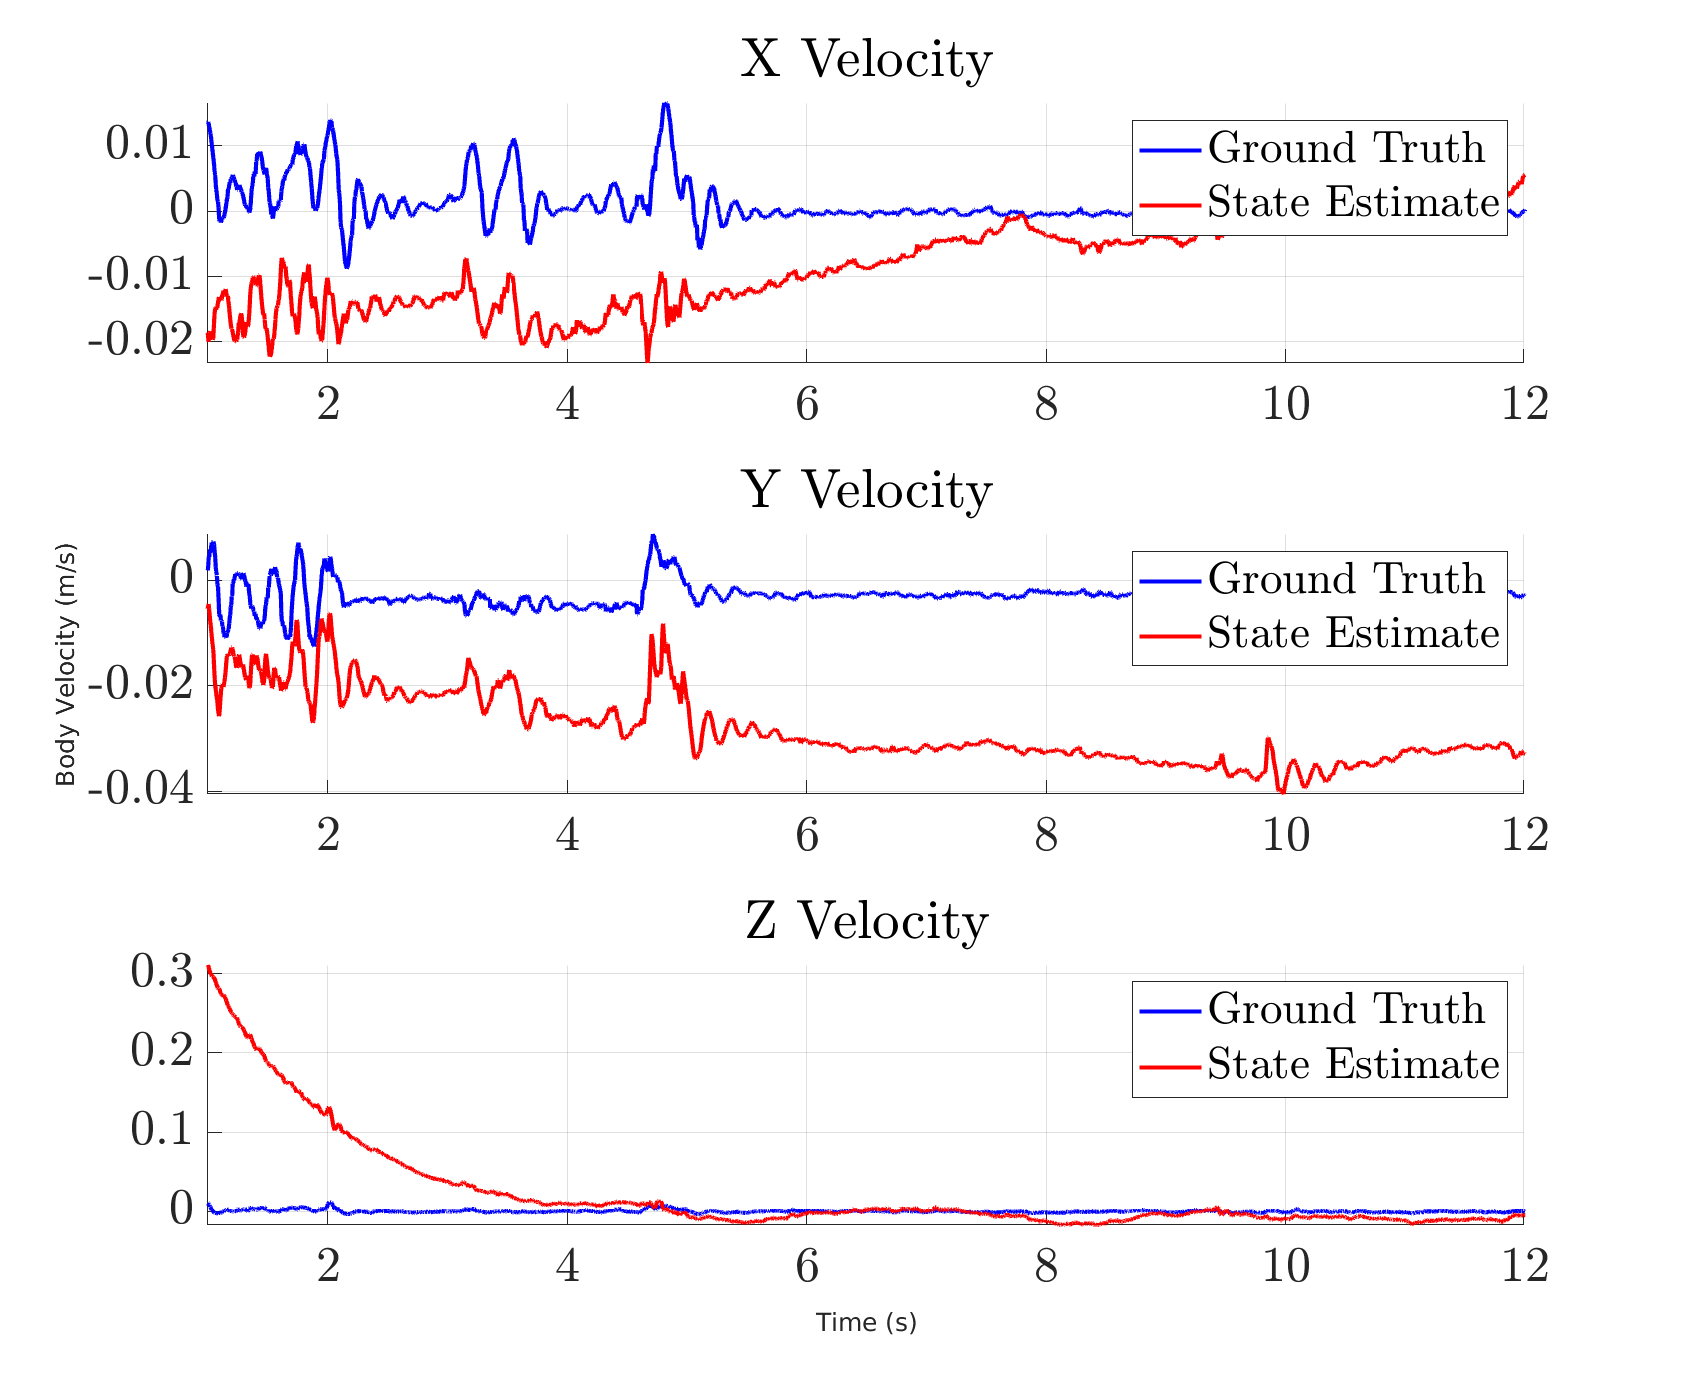 X Velocity
0.01
0
-0.01
-0.02
Ground Truth
State Estimate
2 4 6 8 10 12
Y Velocity
0
-0.02
-0.04
Ground Truth
State Estimate
Body Velocity (m/s)
2 4 6 8 10 12
Z Velocity
0.3
0.2
0.1
0
Ground Truth
State Estimate
2 4 6 8 10 12
Time (s)